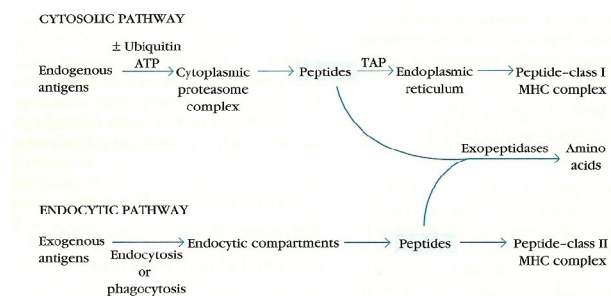 CYTOSOLIC PATHWAY
± Ubiquitin
ATP
TAP
Endogenous
antigens
Cytoplasmic
proteasome
complex
Peptides
Endoplasmic
reticulum
Peptide–class I
MHC complex
Exopeptidases
Amino
acids
ENDOCYTIC PATHWAY
Exogenous
antigens
Endocytosis
or
phagocytosis
Endocytic compartments
Peptides
Peptide–class II
MHC complex